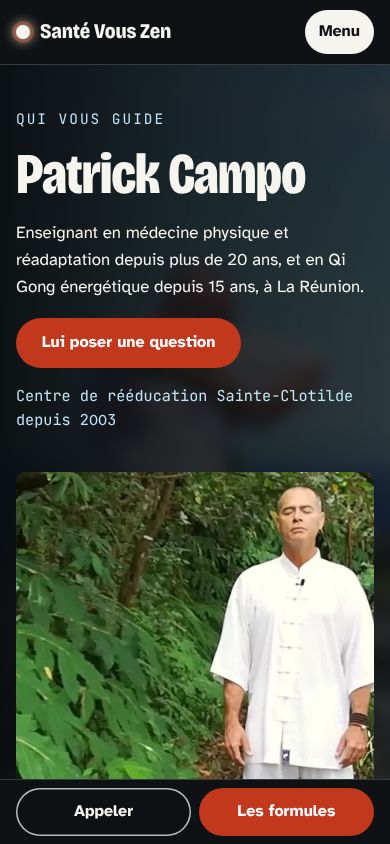 Santé Vous Zen
Menu
QUI VOUS GUIDE
Patrick Campo
Enseignant en médecine physique et
réadaptation depuis plus de 20 ans, et en Qi
Gong énergétique depuis 15 ans, à La Réunion.
Lui poser une question
Centre de rééducation Sainte-Clotilde
depuis 2003
Appeler
Les formules